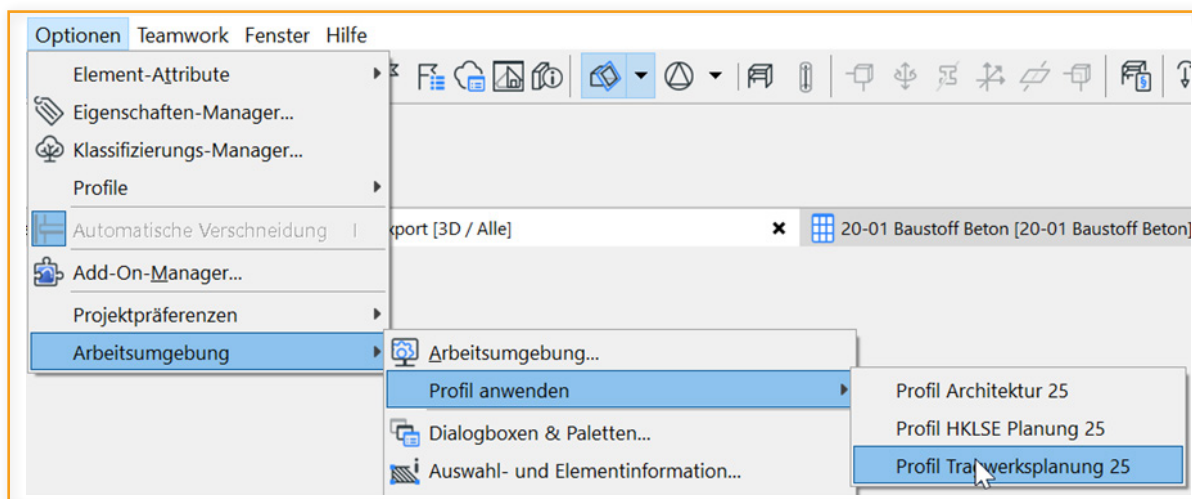 Optionen Teamwork Fenster Hilfe
Element-Attribute
Eigenschaften-Manager...
Klassifizierungs-Manager...
Profile
Automatische Verschneidung I
port [3D / Alle]
20-01 Baustoff Beton [20-01 Baustoff Beton]
Add-On-Manager...
Projektpräferenzen
Arbeitsumgebung
Arbeitsumgebung...
Profil anwenden
Profil Architektur 25
Profil HKLSE Planung 25
Profil Tragwerksplanung 25
Dialogboxen & Paletten...
Auswahl- und Elementinformation...